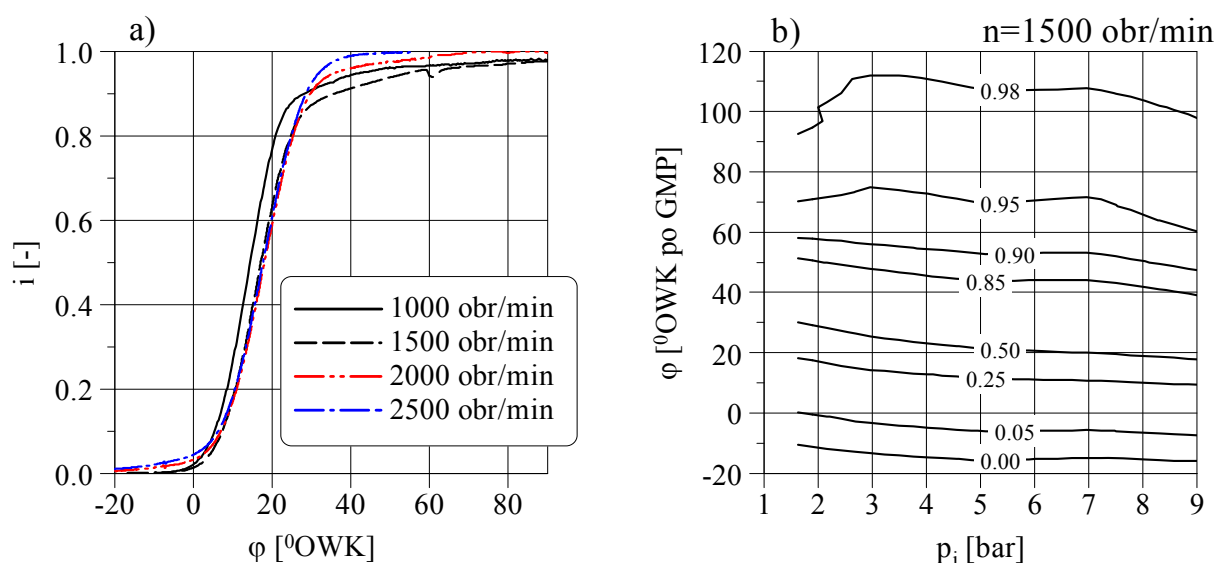 a)
1.0
0.8
0.6
0.4
0.2
0.0
i [-]
-20 0 20 40 60 80
φ [⁰OWK]
1000 obr/min
1500 obr/min
2000 obr/min
2500 obr/min
b) n=1500 obr/min
120
100
80
60
40
20
0
-20
φ [⁰OWK po GMP]
0.98
0.95
0.90
0.85
0.50
0.25
0.05
0.00
1 2 3 4 5 6 7 8 9
pᵢ [bar]